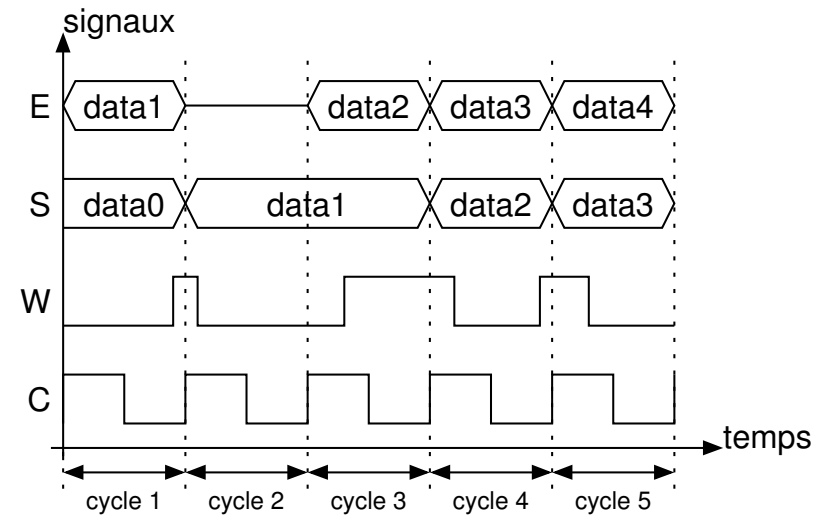 signaux
E data1 data2 data3 data4
S data0 data1 data2 data3
W
C
temps
cycle 1 cycle 2 cycle 3 cycle 4 cycle 5